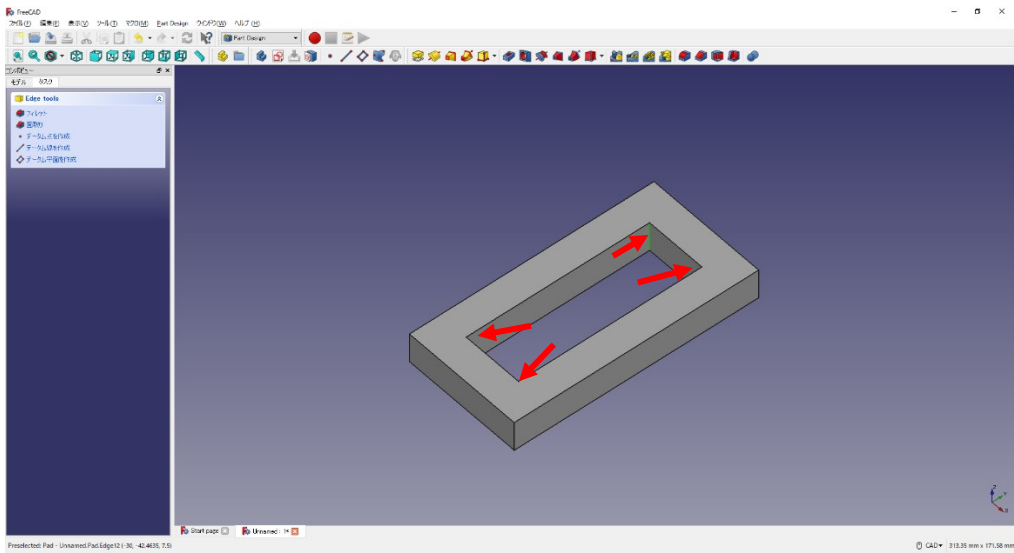 FreeCAD
ファイル(F) 編集(E) 表示(V) ツール(T) マクロ(M) Part Design ウィンドウ(W) ヘルプ(H)
Part Design
コンボビュー
モデル タスク
Edge tools
フィレット
面取り
データム点を作成
データム線を作成
データム平面を作成
Z
Y
X
Start page
Unnamed : 1*
Preselected: Pad - Unnamed.Pad.Edge12 (-30, -42.4635, 7.5)
CAD
313.35 mm x 171.58 mm